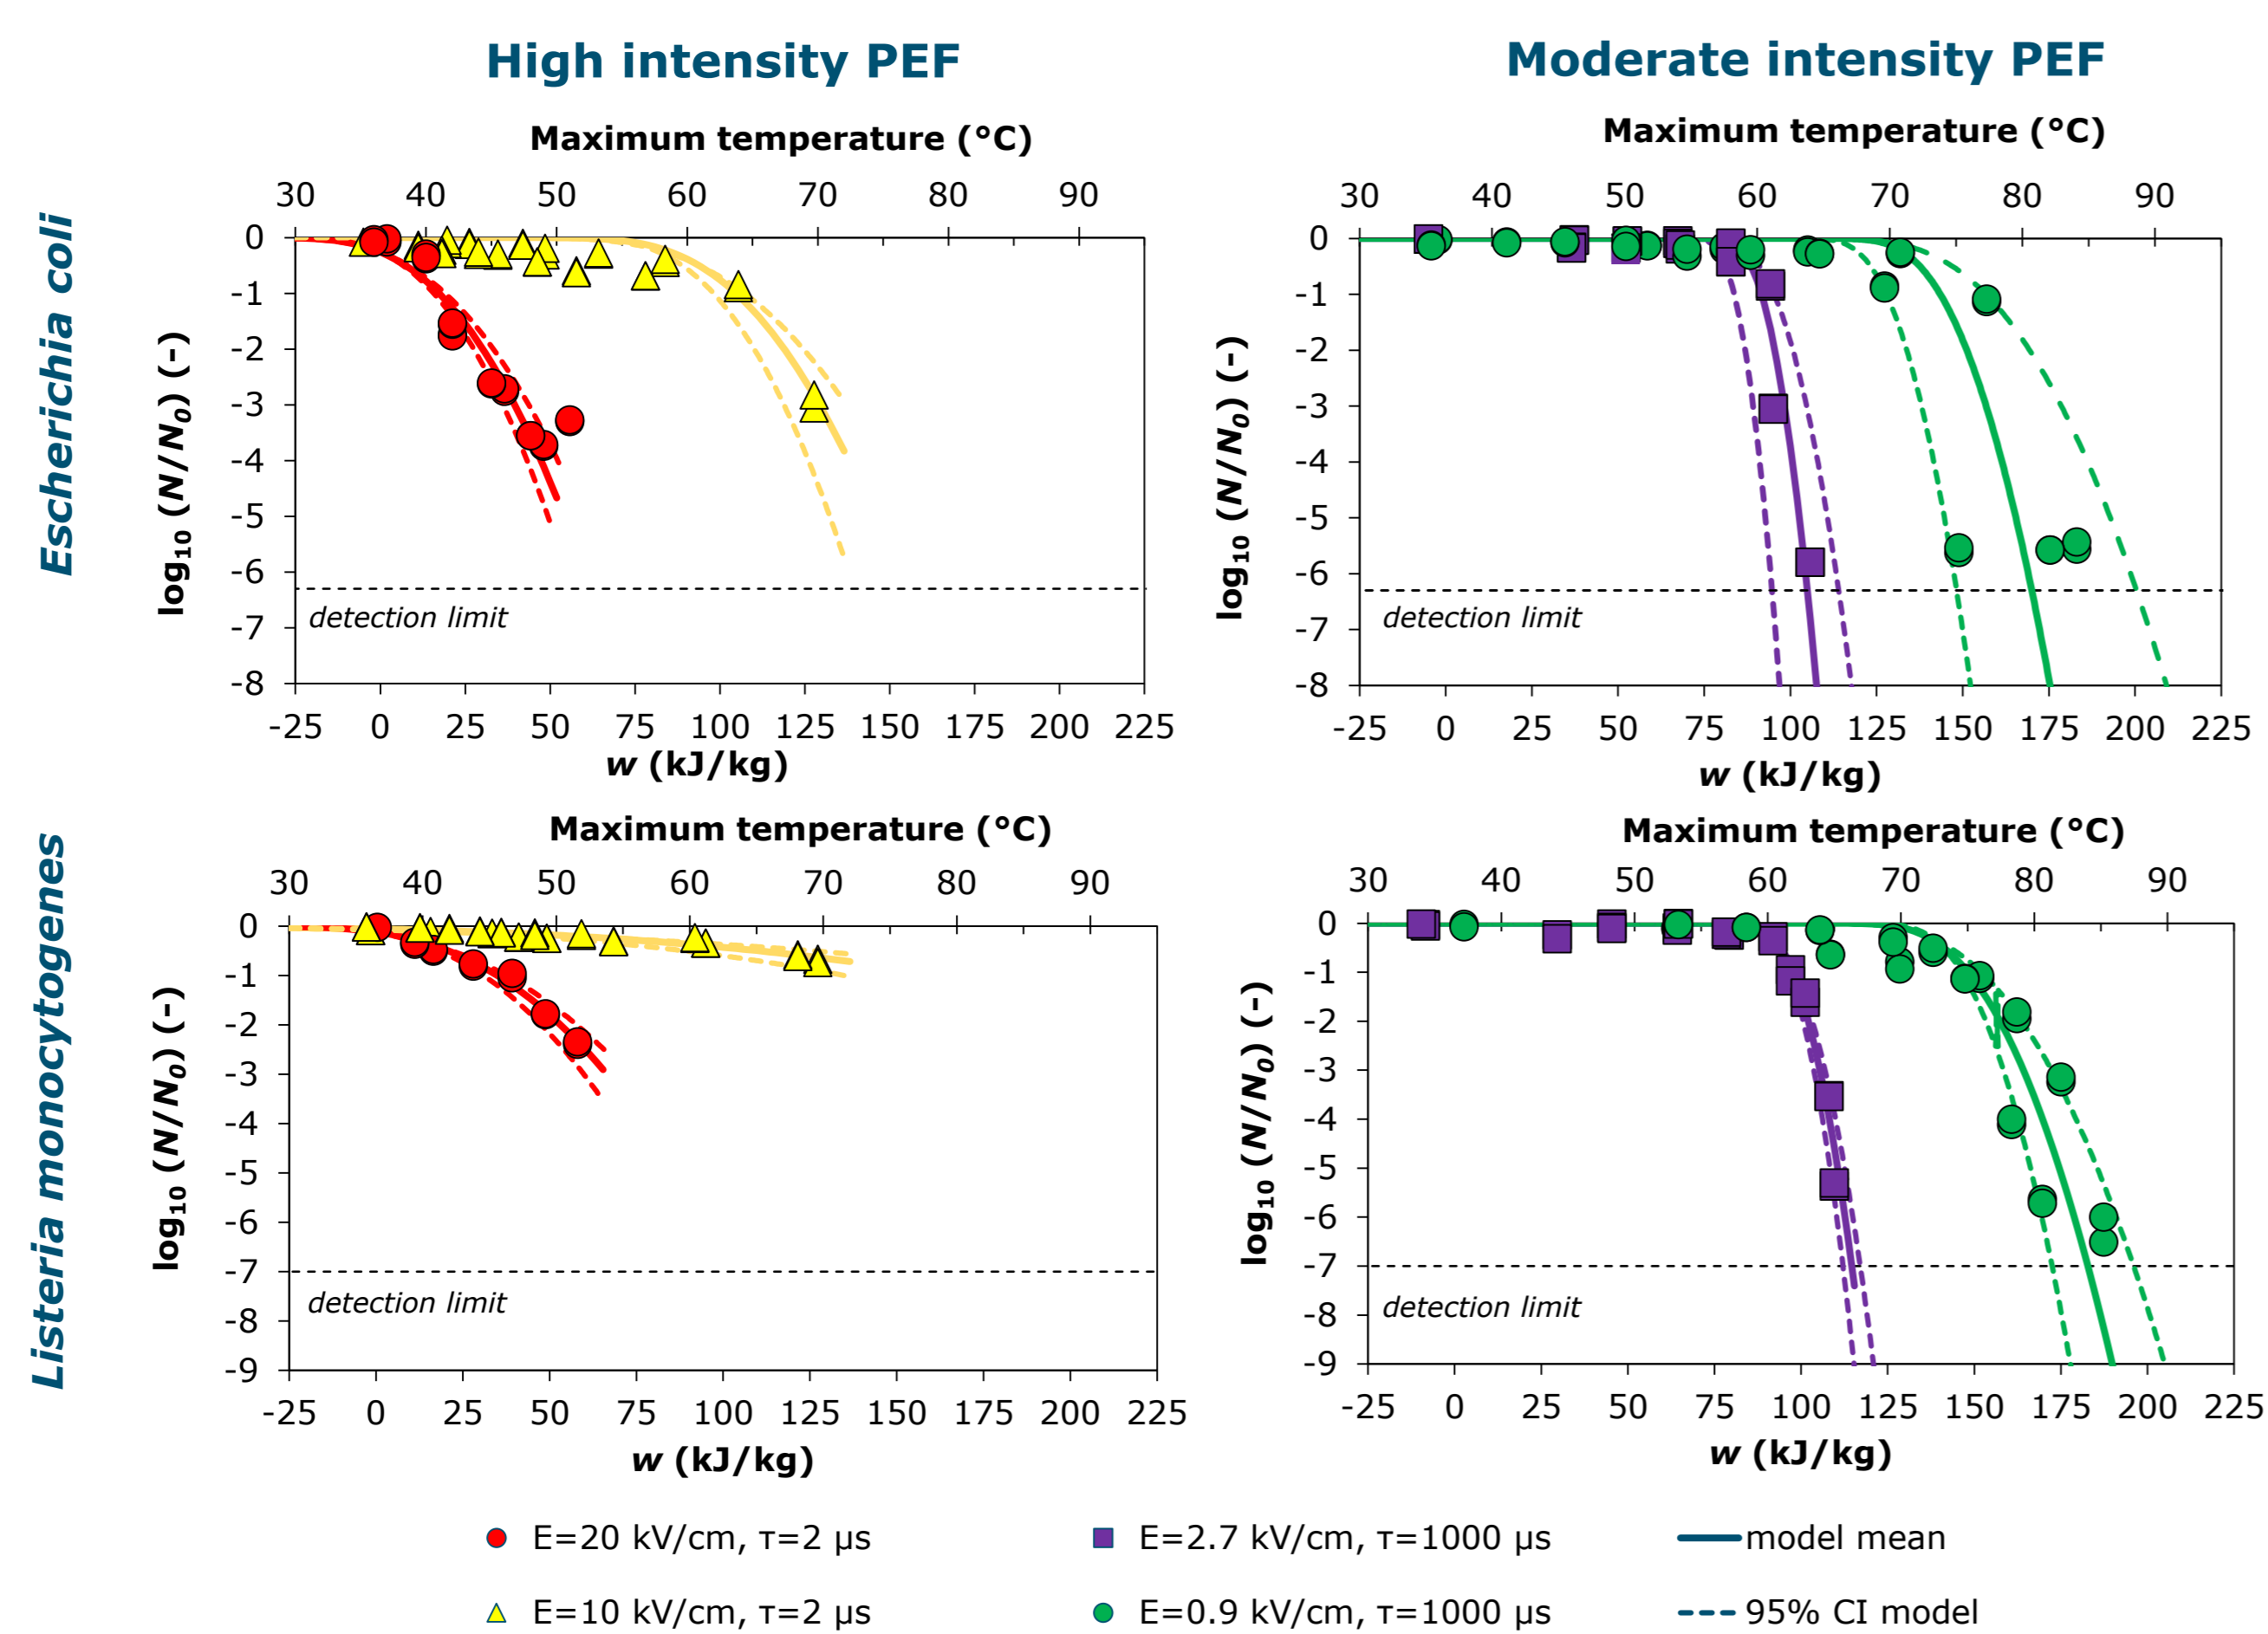 High intensity PEF
Moderate intensity PEF
Escherichia coli
Maximum temperature (°C)
30 40 50 60 70 80 90
log₁₀ (N/N₀) (-)
0
-1
-2
-3
-4
-5
-6
-7
-8
detection limit
-25 0 25 50 75 100 125 150 175 200 225
w (kJ/kg)
Maximum temperature (°C)
30 40 50 60 70 80 90
log₁₀ (N/N₀) (-)
0
-1
-2
-3
-4
-5
-6
-7
-8
detection limit
-25 0 25 50 75 100 125 150 175 200 225
w (kJ/kg)
Listeria monocytogenes
Maximum temperature (°C)
30 40 50 60 70 80 90
log₁₀ (N/N₀) (-)
0
-1
-2
-3
-4
-5
-6
-7
-8
-9
detection limit
-25 0 25 50 75 100 125 150 175 200 225
w (kJ/kg)
Maximum temperature (°C)
30 40 50 60 70 80 90
log₁₀ (N/N₀) (-)
0
-1
-2
-3
-4
-5
-6
-7
-8
-9
detection limit
-25 0 25 50 75 100 125 150 175 200 225
w (kJ/kg)
E=20 kV/cm, τ=2 µs
E=2.7 kV/cm, τ=1000 µs
model mean
E=10 kV/cm, τ=2 µs
E=0.9 kV/cm, τ=1000 µs
95% CI model